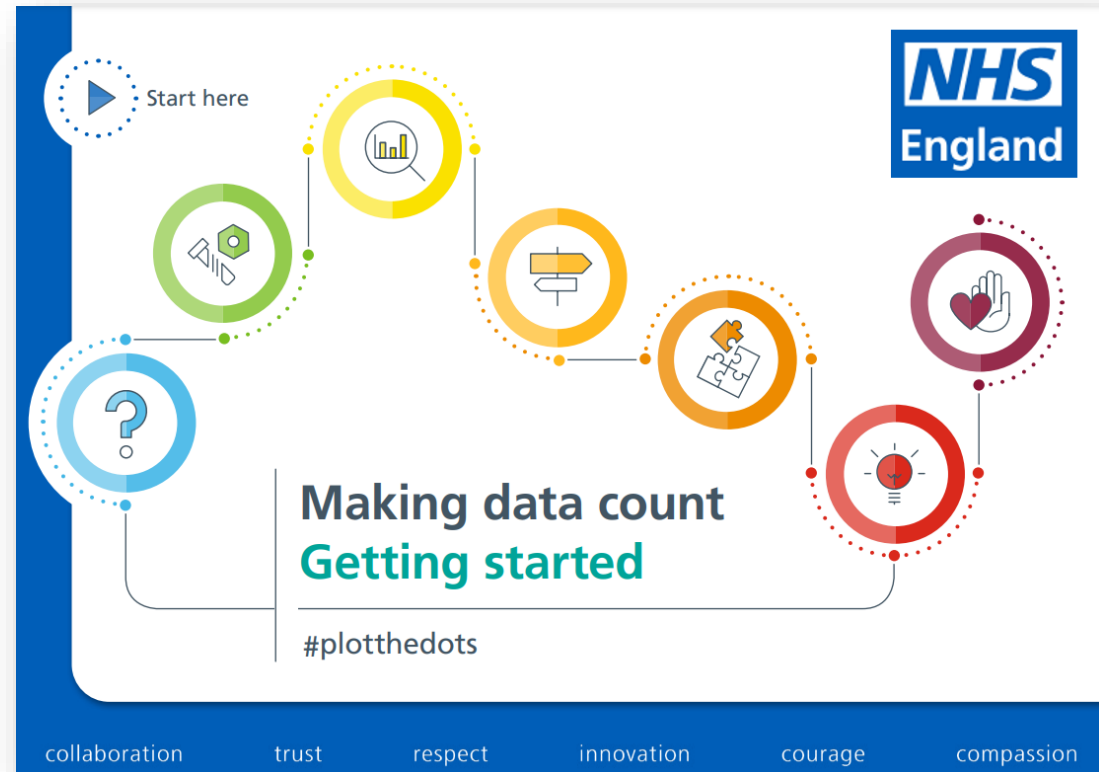 Start here
NHS
England
Making data count
Getting started
#plotthedots
collaboration trust respect innovation courage compassion